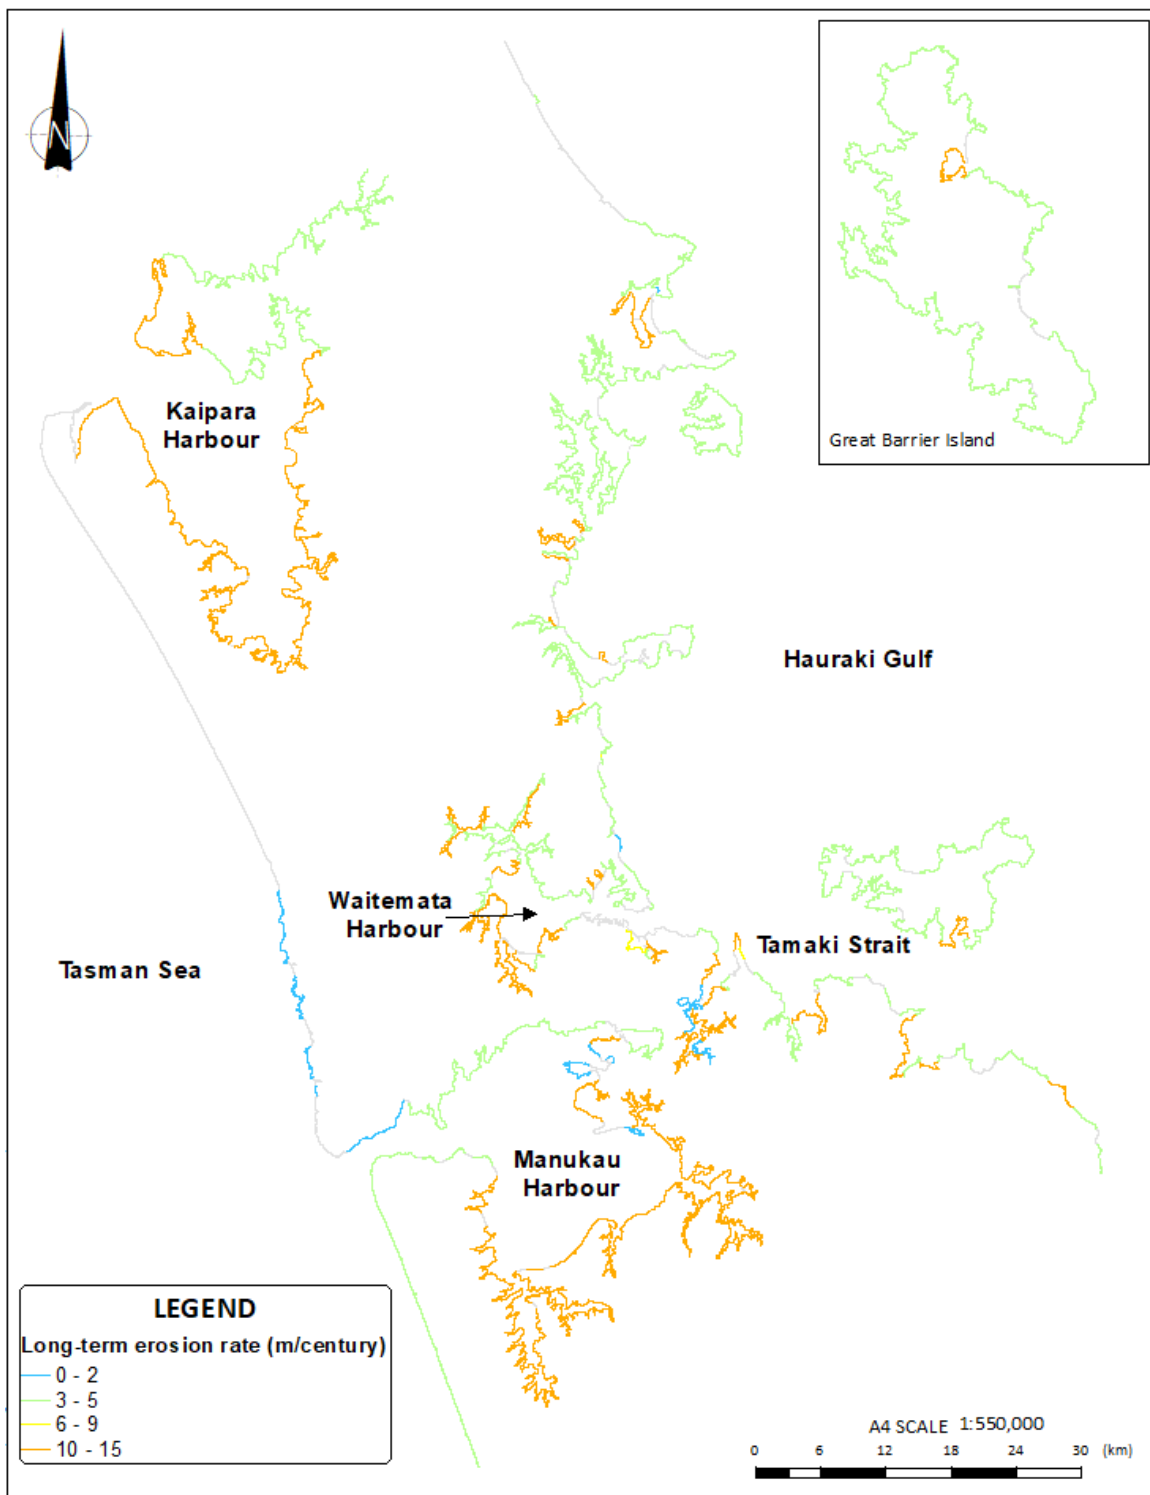 N
Great Barrier Island
Kaipara
Harbour
Hauraki Gulf
Waitemata
Harbour
Tamaki Strait
Tasman Sea
Manukau
Harbour
LEGEND
Long-term erosion rate (m/century)
0 - 2
3 - 5
6 - 9
10 - 15
A4 SCALE 1:550,000
0 6 12 18 24 30 (km)